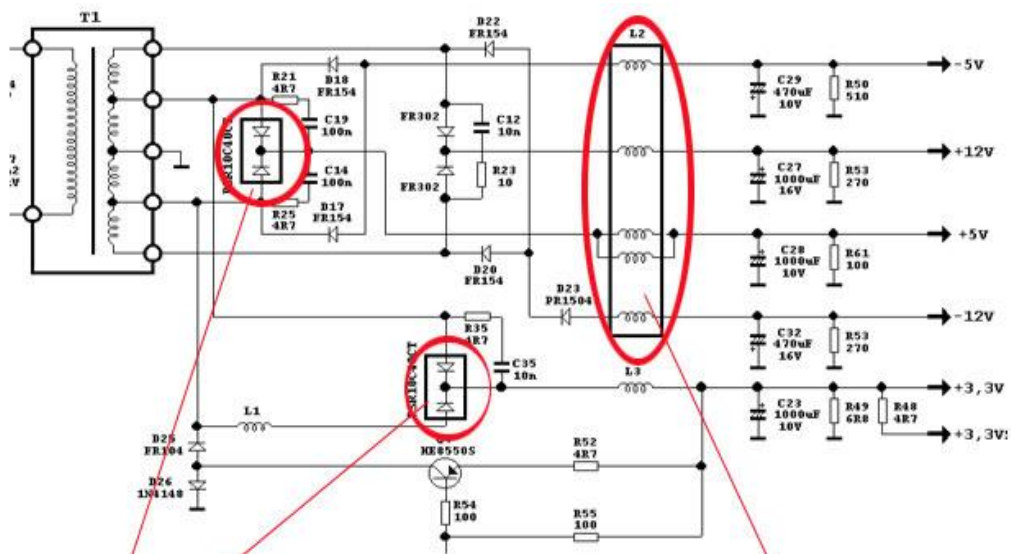 T1
D22
FR154
L2
D18
FR154
-5V
R21
4R7
C29
470uF
10V
R50
510
C19
100n
FR302
C12
10n
+12V
C14
100n
R23
10
C27
1000uF
16V
R53
270
FR302
R25
4R7
D17
FR154
+5V
D20
FR154
C28
1000uF
10V
R61
100
D23
PR1504
-12V
R35
4R7
C32
470uF
16V
R53
270
C35
10n
L3
+3,3V
L1
C23
1000uF
10V
R49
6R8
R48
4R7
D25
FR104
HE8550S
R52
4R7
D26
1N4148
R54
100
R55
100